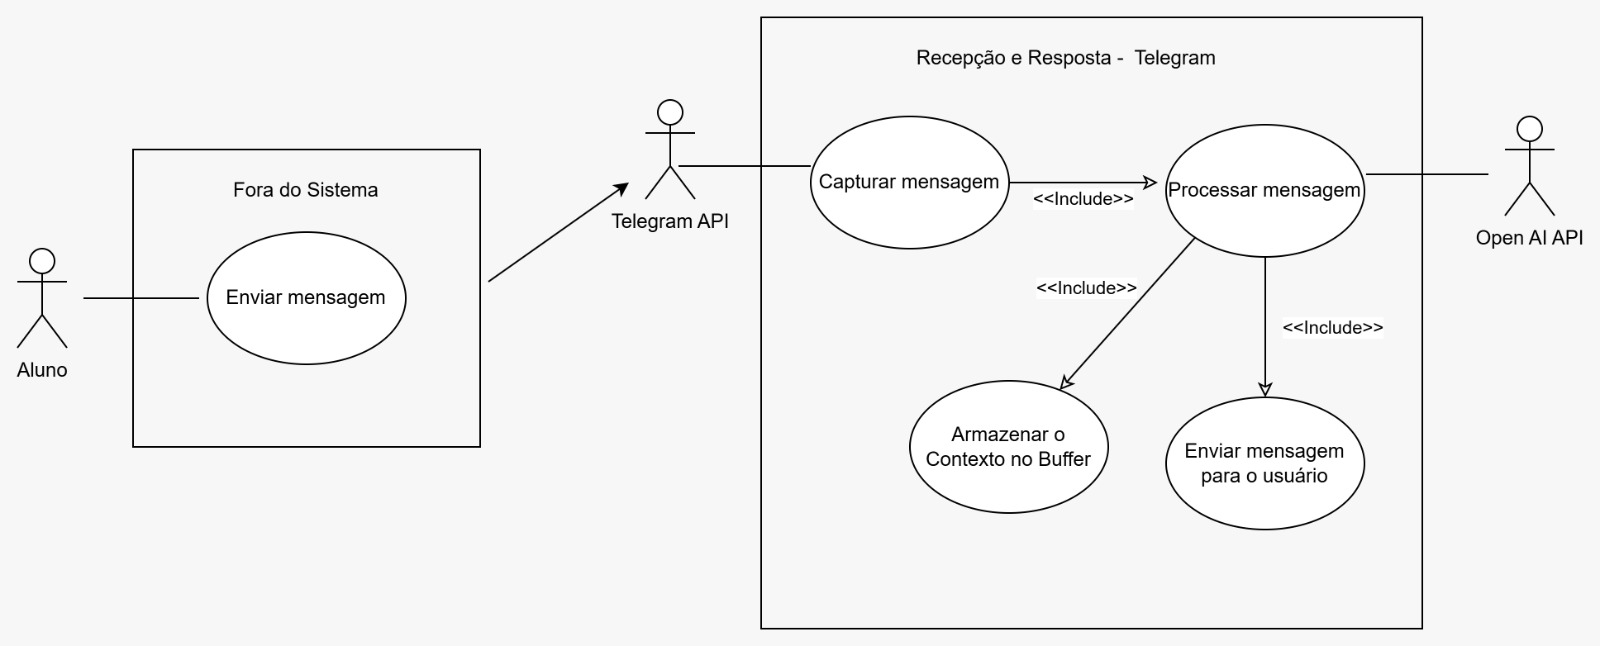 Recepção e Resposta -  Telegram
Fora do Sistema
Enviar mensagem
Aluno
Telegram API
Capturar mensagem
<<Include>>
Processar mensagem
Open AI API
<<Include>>
<<Include>>
Armazenar o
Contexto no Buffer
Enviar mensagem
para o usuário